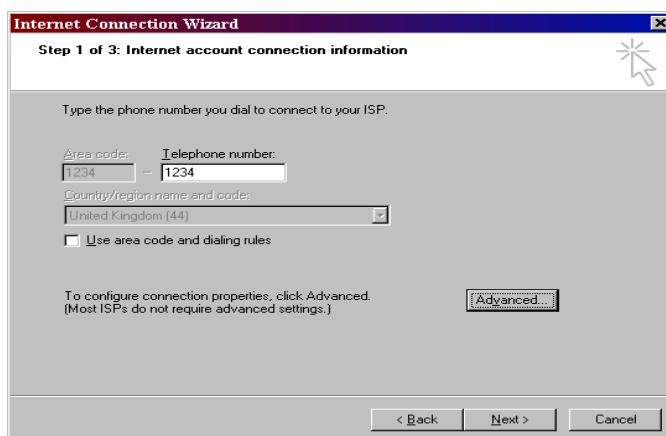 Internet Connection Wizard
Step 1 of 3: Internet account connection information
Type the phone number you dial to connect to your ISP.
Area code: Telephone number:
1234 – 1234
Country/region name and code:
United Kingdom (44)
Use area code and dialing rules
To configure connection properties, click Advanced.
(Most ISPs do not require advanced settings.)
Advanced...
< Back Next > Cancel